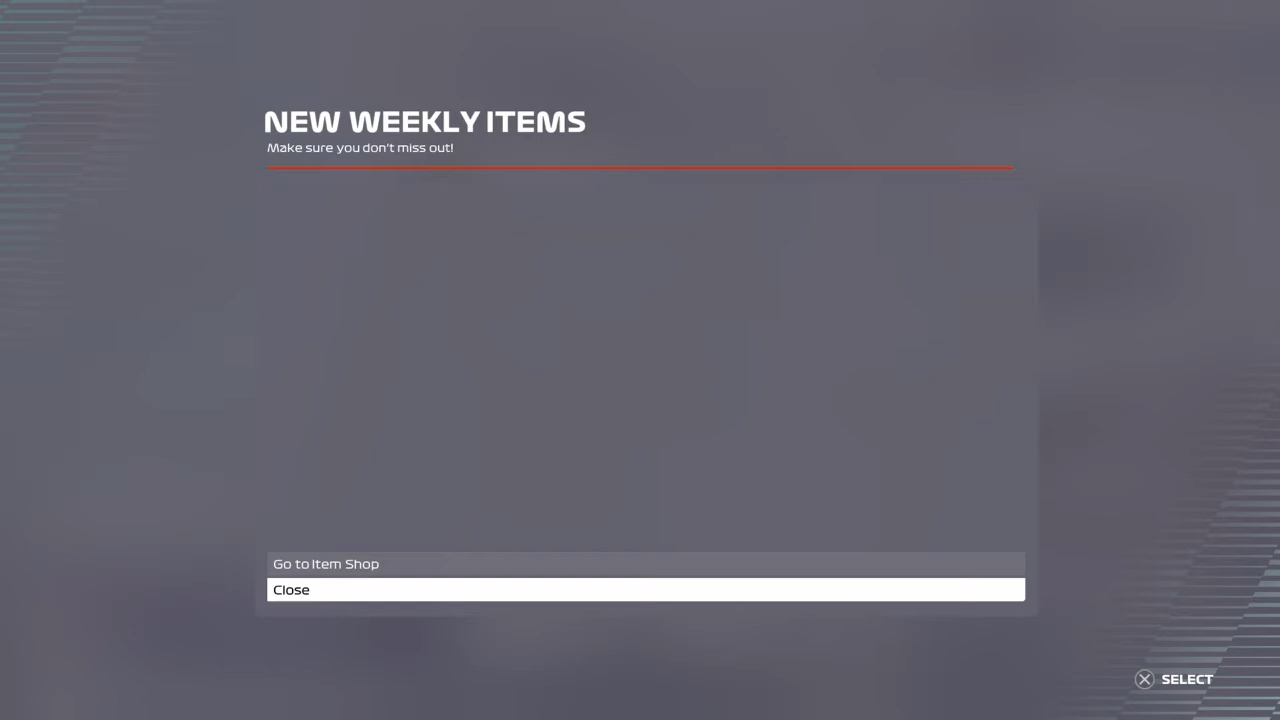 NEW WEEKLY ITEMS
Make sure you don't miss out!
Go to Item Shop
Close
SELECT